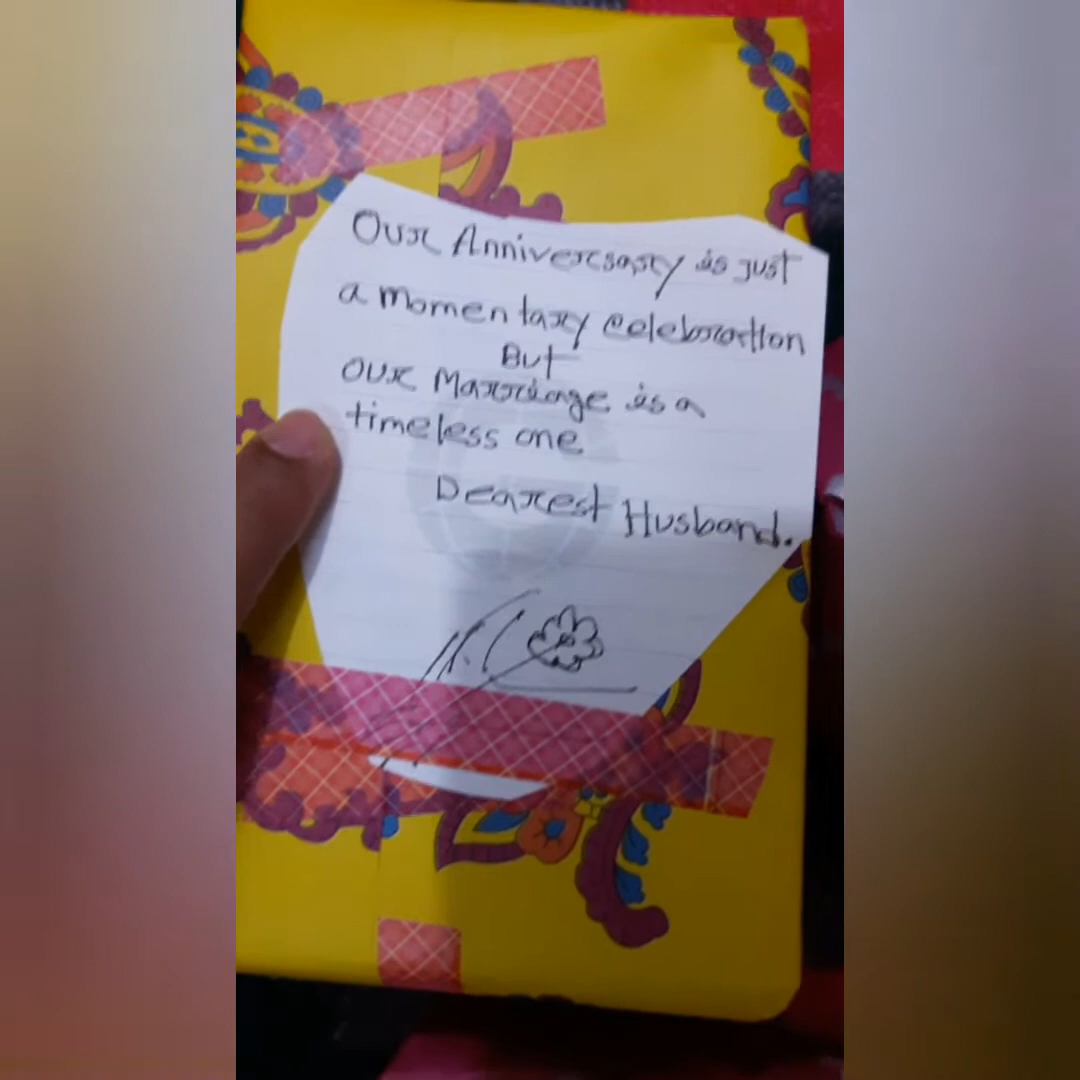 Our Anniversary is just
a momentary celebration
But
our Marriage is a
timeless one
Dearest Husband.